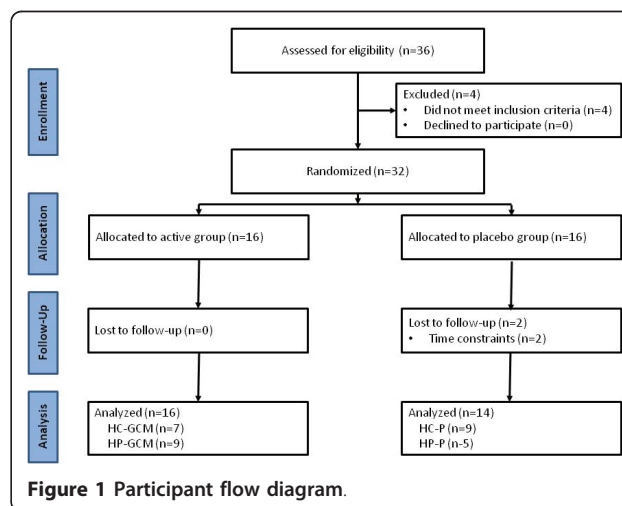 Assessed for eligibility (n=36)
Enrollment
Excluded (n=4)
• Did not meet inclusion criteria (n=4)
• Declined to participate (n=0)
Randomized (n=32)
Allocation
Allocated to active group (n=16)
Allocated to placebo group (n=16)
Follow-Up
Lost to follow-up (n=0)
Lost to follow-up (n=2)
• Time constraints (n=2)
Analysis
Analyzed (n=16)
HC-GCM (n=7)
HP-GCM (n=9)
Analyzed (n=14)
HC-P (n=9)
HP-P (n-5)
Figure 1 Participant flow diagram.